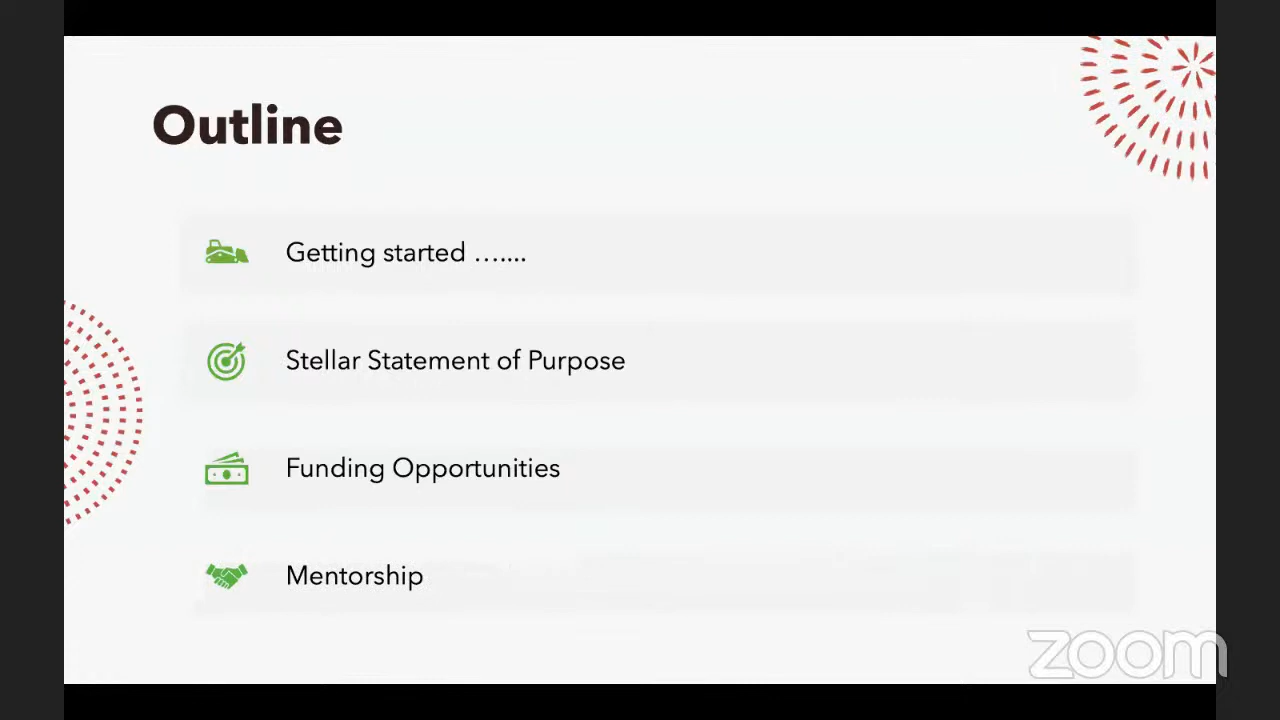 Outline
Getting started …....
Stellar Statement of Purpose
Funding Opportunities
Mentorship
zoom